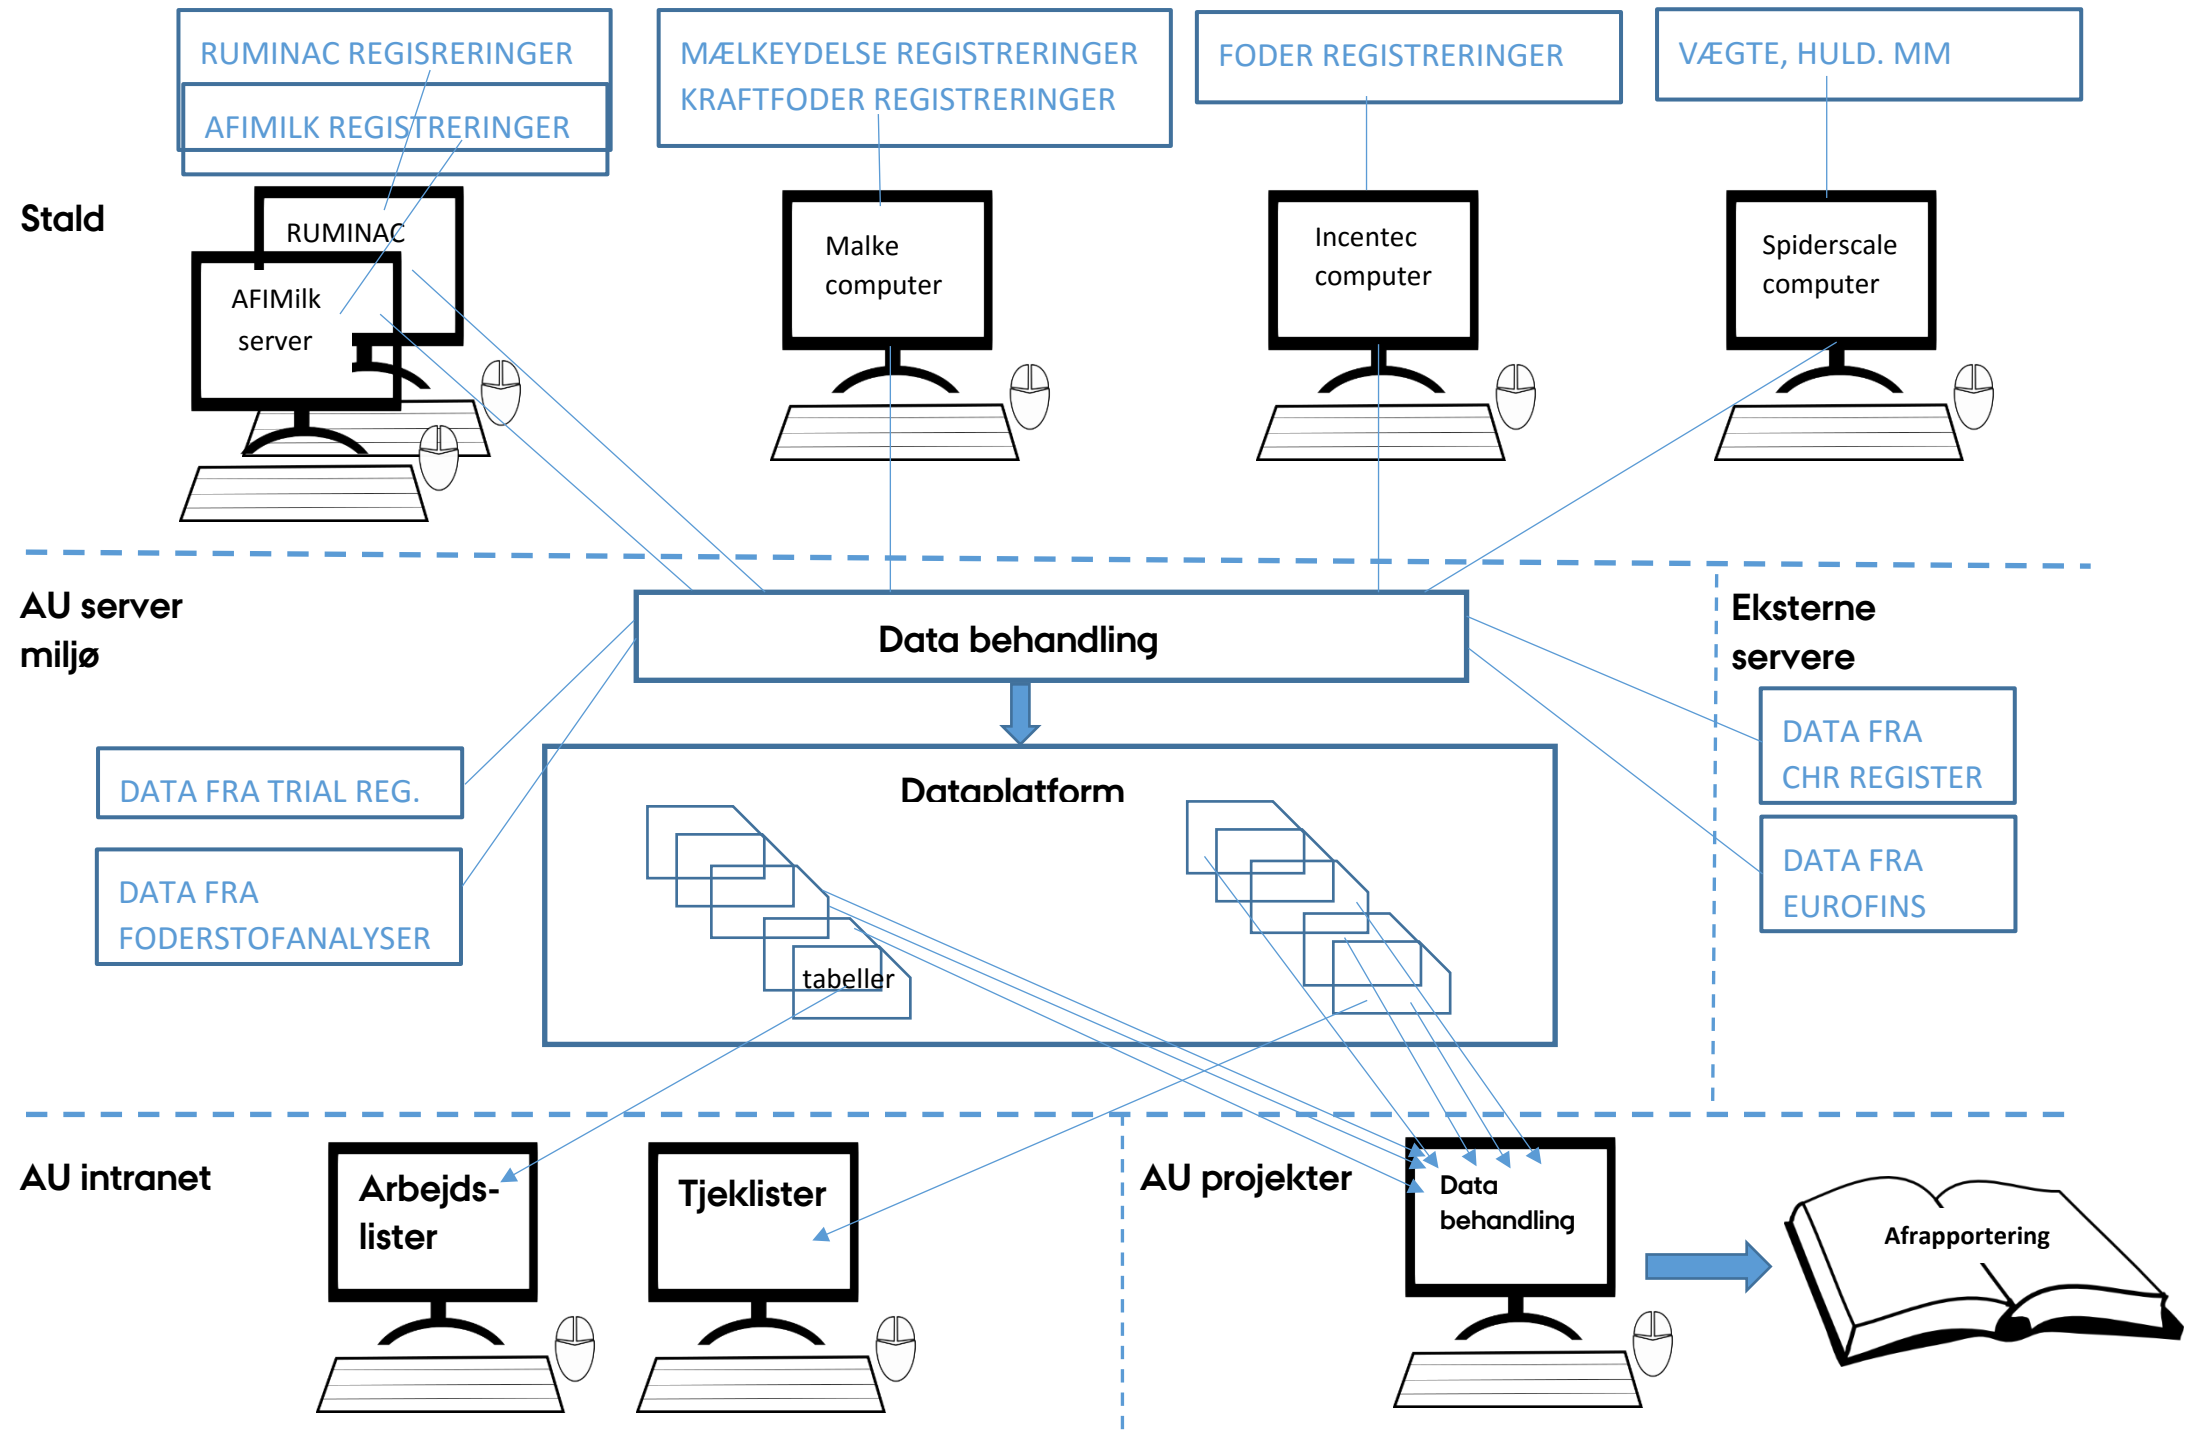 RUMINAC REGISRERINGER
AFIMILK REGISTRERINGER
MÆLKEYDELSE REGISTRERINGER
KRAFTFODER REGISTRERINGER
FODER REGISTRERINGER
VÆGTE, HULD. MM
Stald
RUMINAC
AFIMilk
server
Malke
computer
Incentec
computer
Spiderscale
computer
AU server
miljø
Data behandling
Eksterne
servere
DATA FRA TRIAL REG.
DATA FRA
FODERSTOFANALYSER
Dataplatform
tabeller
DATA FRA
CHR REGISTER
DATA FRA
EUROFINS
AU intranet
Arbejds-
lister
Tjeklister
AU projekter
Data
behandling
Afrapportering